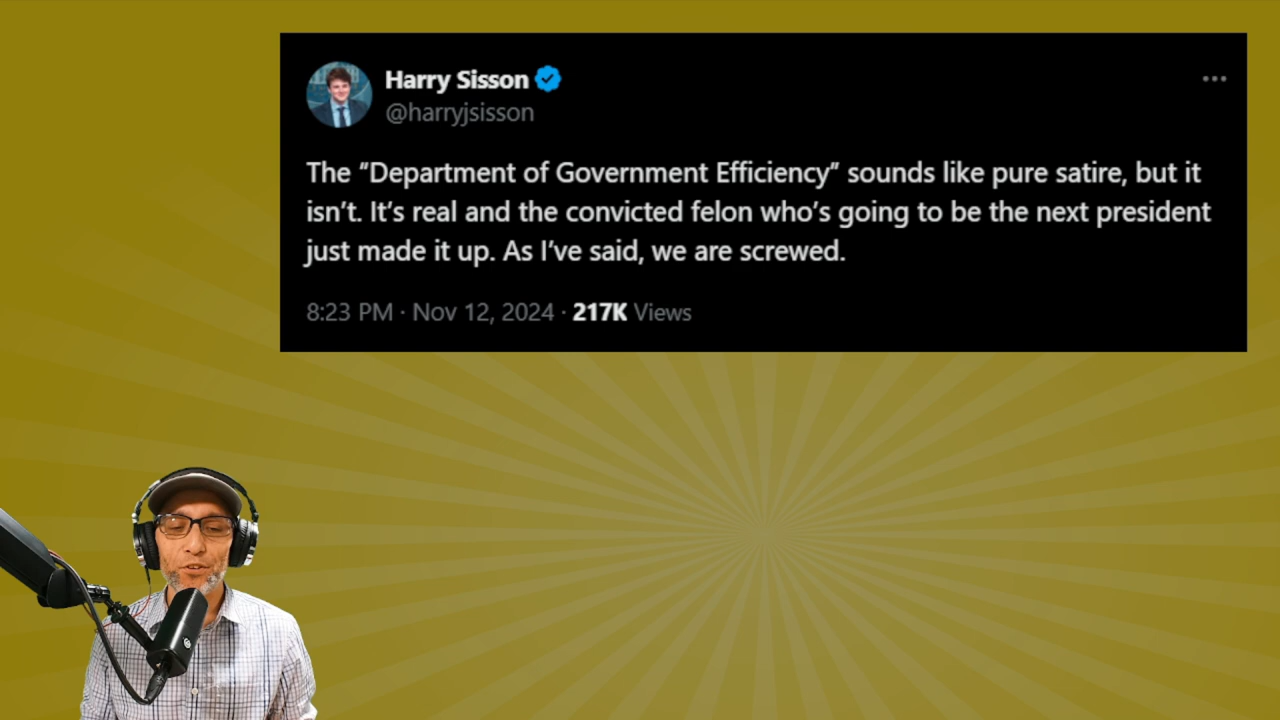 Harry Sisson
@harryjsisson
The “Department of Government Efficiency” sounds like pure satire, but it
isn’t. It’s real and the convicted felon who’s going to be the next president
just made it up. As I’ve said, we are screwed.
8:23 PM · Nov 12, 2024 · 217K Views